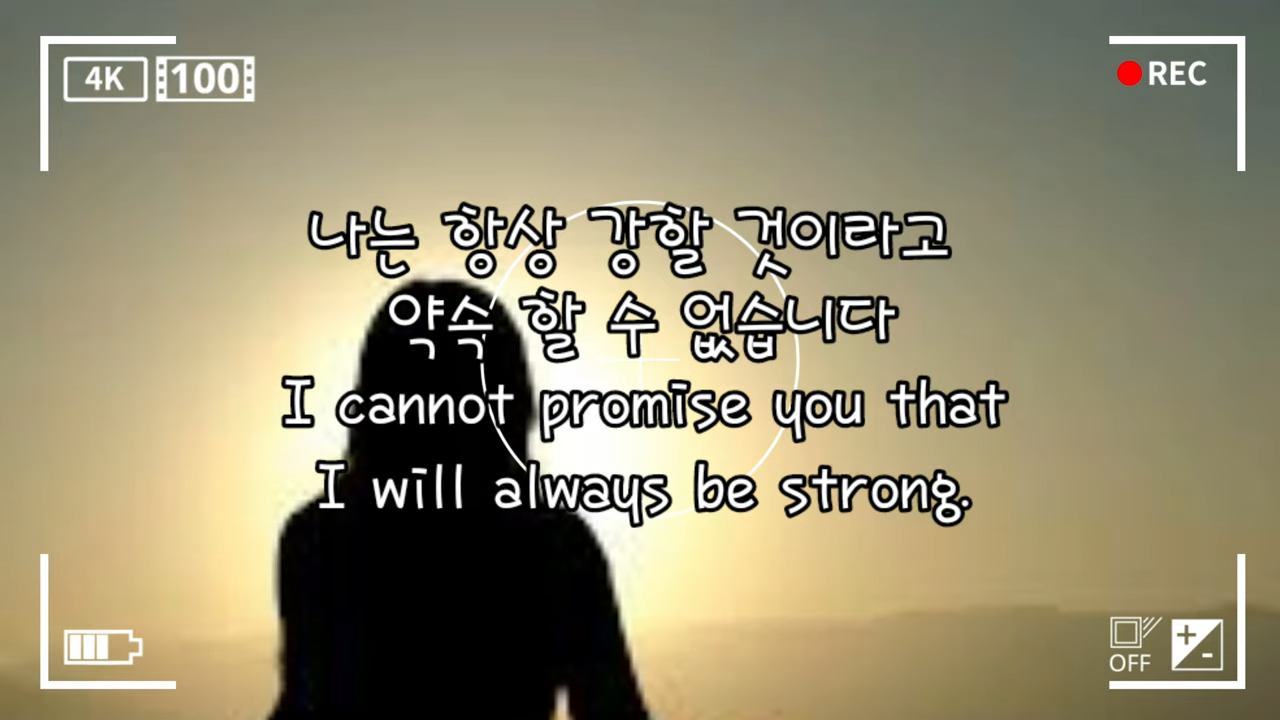 4K 100 REC
나는 항상 강할 것이라고
약속 할 수 없습니다
I cannot promise you that
I will always be strong.
OFF